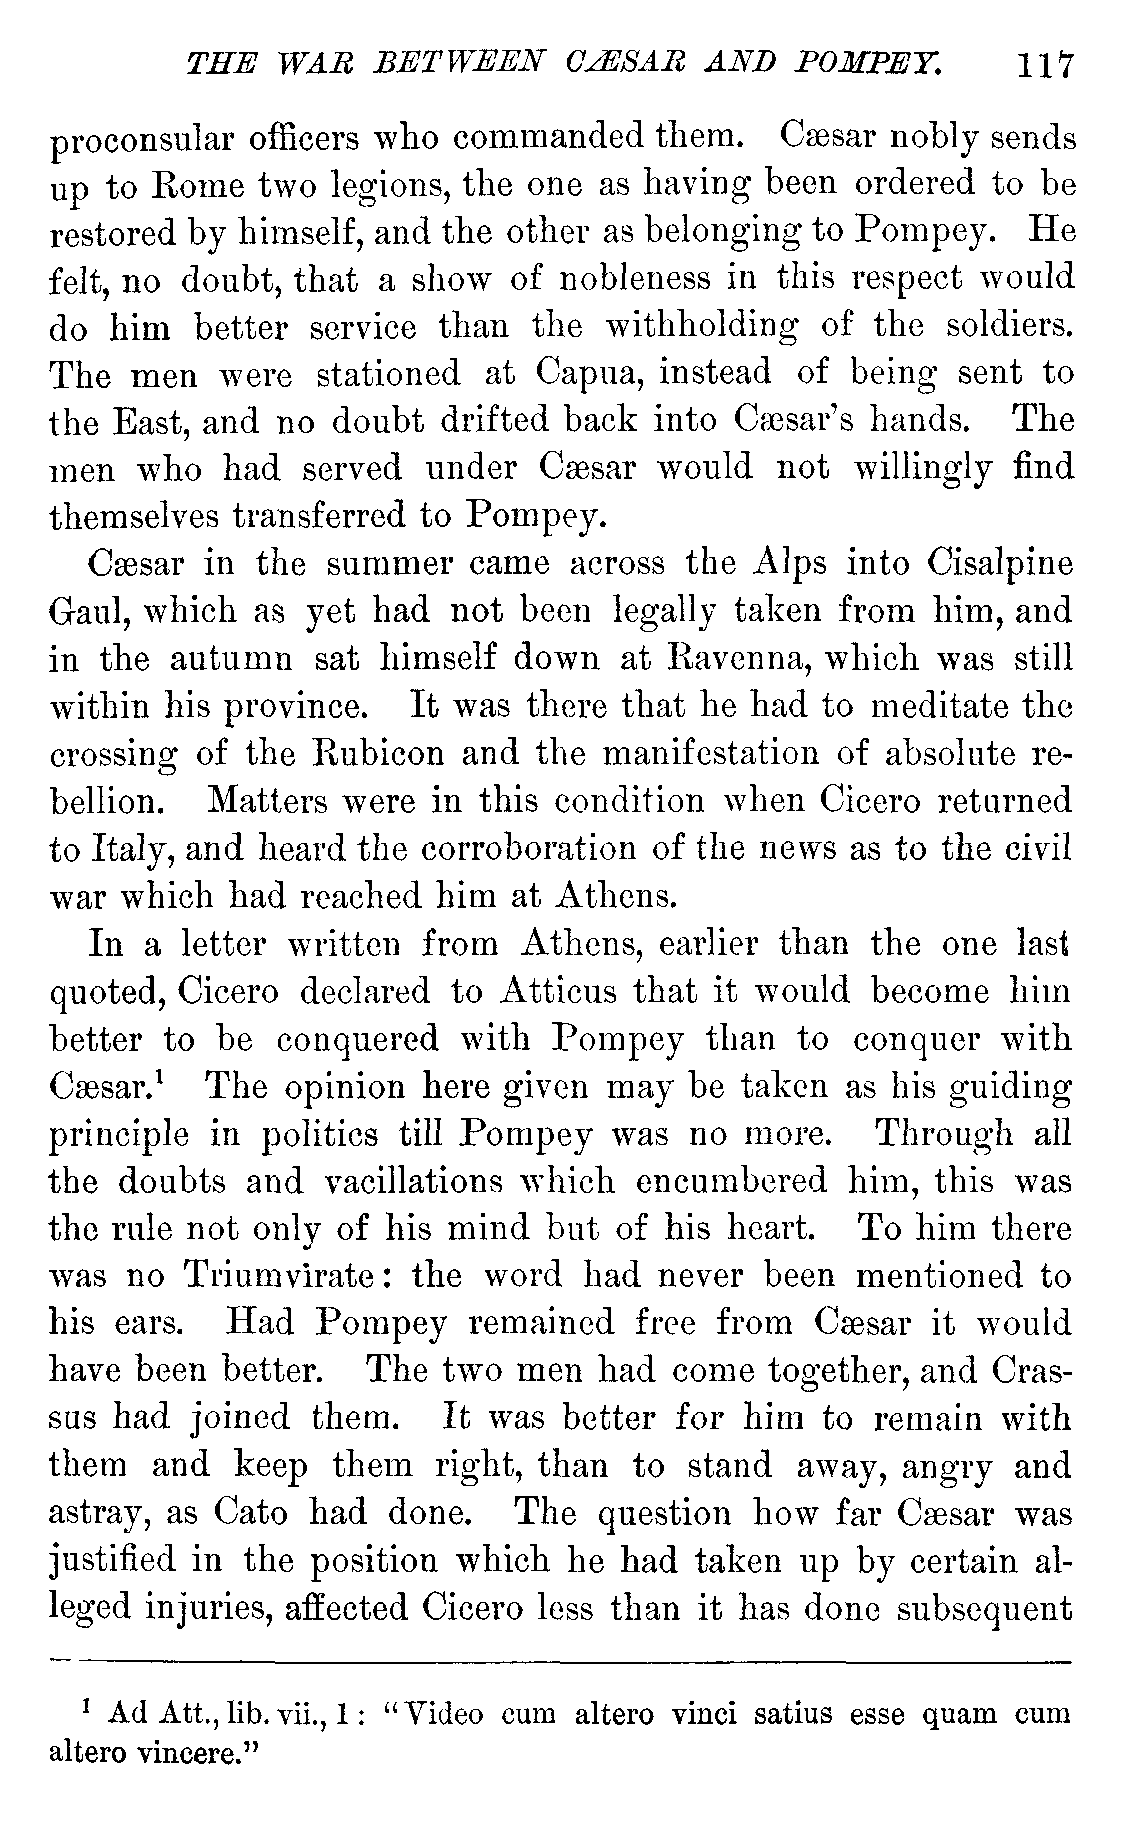 THE WAR BETWEEN CÆSAR AND POMPEY. 117
proconsular officers who commanded them. Cæsar nobly sends
up to Rome two legions, the one as having been ordered to be
restored by himself, and the other as belonging to Pompey. He
felt, no doubt, that a show of nobleness in this respect would
do him better service than the withholding of the soldiers.
The men were stationed at Capua, instead of being sent to
the East, and no doubt drifted back into Cæsar's hands. The
men who had served under Cæsar would not willingly find
themselves transferred to Pompey.
Cæsar in the summer came across the Alps into Cisalpine
Gaul, which as yet had not been legally taken from him, and
in the autumn sat himself down at Ravenna, which was still
within his province. It was there that he had to meditate the
crossing of the Rubicon and the manifestation of absolute re-
bellion. Matters were in this condition when Cicero returned
to Italy, and heard the corroboration of the news as to the civil
war which had reached him at Athens.
In a letter written from Athens, earlier than the one last
quoted, Cicero declared to Atticus that it would become him
better to be conquered with Pompey than to conquer with
Cæsar.¹ The opinion here given may be taken as his guiding
principle in politics till Pompey was no more. Through all
the doubts and vacillations which encumbered him, this was
the rule not only of his mind but of his heart. To him there
was no Triumvirate: the word had never been mentioned to
his ears. Had Pompey remained free from Cæsar it would
have been better. The two men had come together, and Cras-
sus had joined them. It was better for him to remain with
them and keep them right, than to stand away, angry and
astray, as Cato had done. The question how far Cæsar was
justified in the position which he had taken up by certain al-
leged injuries, affected Cicero less than it has done subsequent
¹ Ad Att., lib. vii., 1: "Video cum altero vinci satius esse quam cum
altero vincere."